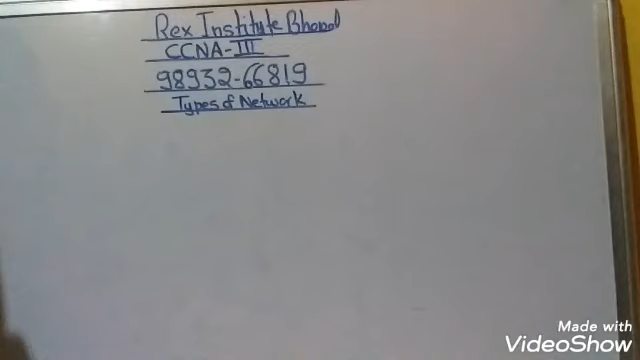 Rex Institute Bhopal
CCNA-III
98932-66819
Types of Network
Made with
VideoShow